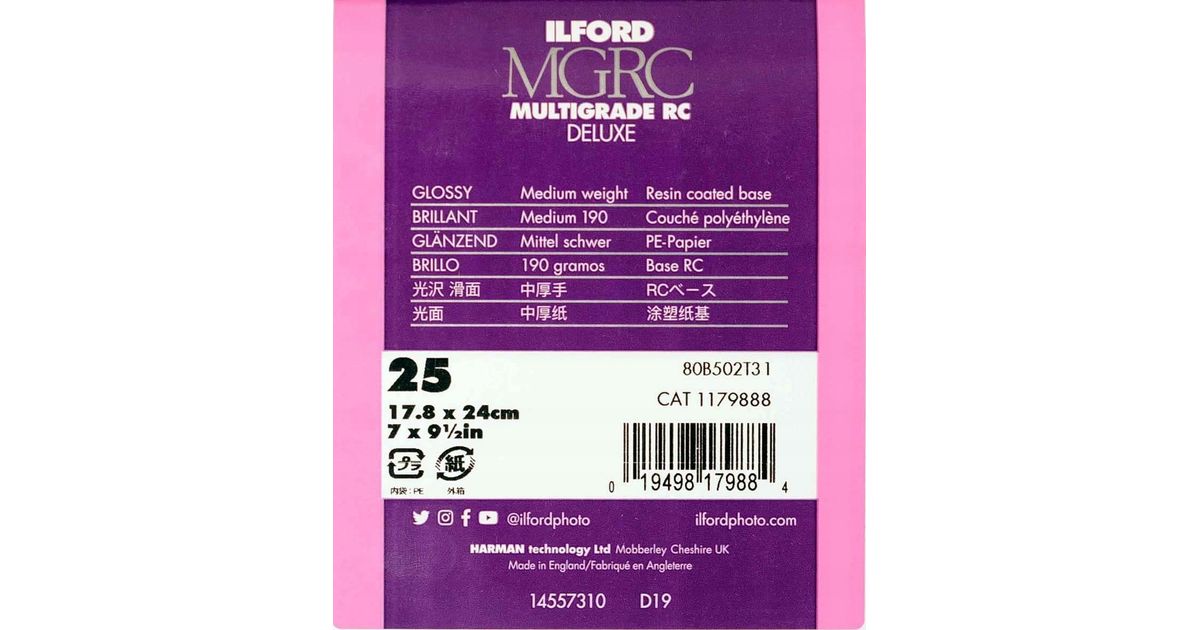 ILFORD
MGRC
MULTIGRADE RC
DELUXE
GLOSSY Medium weight Resin coated base
BRILLANT Medium 190 Couché polyéthylène
GLÄNZEND Mittel schwer PE-Papier
BRILLO 190 gramos Base RC
光沢 滑面 中厚手 RCベース
光面 中厚纸 涂塑纸基
25
80B502T31
CAT 1179888
17.8 x 24cm
7 x 9½in
プラ 紙
内袋:PE 外箱
0 19498 17988 4
@ilfordphoto ilfordphoto.com
HARMAN technology Ltd Mobberley Cheshire UK
Made in England/Fabriqué en Angleterre
14557310 D19